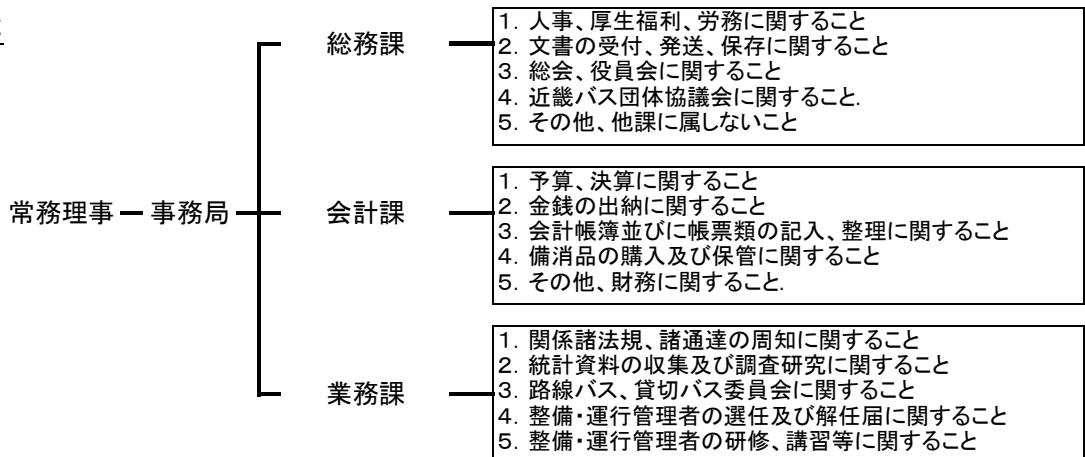 総務課
1. 人事、厚生福利、労務に関すること
2. 文書の受付、発送、保存に関すること
3. 総会、役員会に関すること
4. 近畿バス団体協議会に関すること.
5. その他、他課に属しないこと
常務理事
事務局
会計課
1. 予算、決算に関すること
2. 金銭の出納に関すること
3. 会計帳簿並びに帳票類の記入、整理に関すること
4. 備消品の購入及び保管に関すること
5. その他、財務に関すること.
業務課
1. 関係諸法規、諸通達の周知に関すること
2. 統計資料の収集及び調査研究に関すること
3. 路線バス、貸切バス委員会に関すること
4. 整備・運行管理者の選任及び解任届に関すること
5. 整備・運行管理者の研修、講習等に関すること